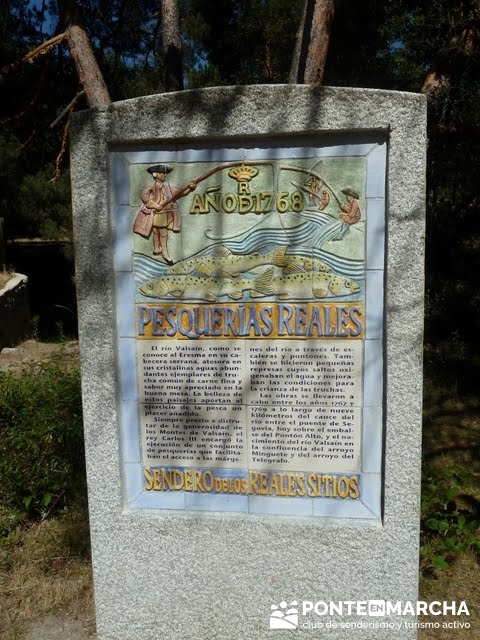 R
AÑO D 1768
PESQUERÍAS REALES
El río Valsaín, como se
conoce al Eresma en su ca-
becera serrana, atesora en
sus cristalinas aguas abun-
dantes ejemplares de tru-
cha común de carne fina y
sabor muy apreciado en la
buena mesa. La belleza de
estos paisajes aportan al
ejercicio de la pesca un
placer añadido.
Siempre presto a disfru-
tar de la generosidad de
los Montes de Valsaín, el
rey Carlos III encargó la
ejecución de un conjunto
de pesquerías que facilita-
ban el acceso a las márge-
nes del río a través de es-
caleras y pontones. Tam-
bién se hicieron pequeñas
represas cuyos saltos oxi-
genaban el agua y mejora-
ban las condiciones para
la crianza de las truchas.
Las obras se llevaron a
cabo entre los años 1767 y
1769 a lo largo de nueve
kilómetros del cauce del
río entre el puente de Se-
govia, hoy sobre el embal-
se del Pontón Alto, y el na-
cimiento del río Valsaín en
la confluencia del arroyo
Minguete y del arroyo del
Telégrafo.
SENDERO DE LOS REALES SITIOS
PONTE EN MARCHA
club de senderismo y turismo activo